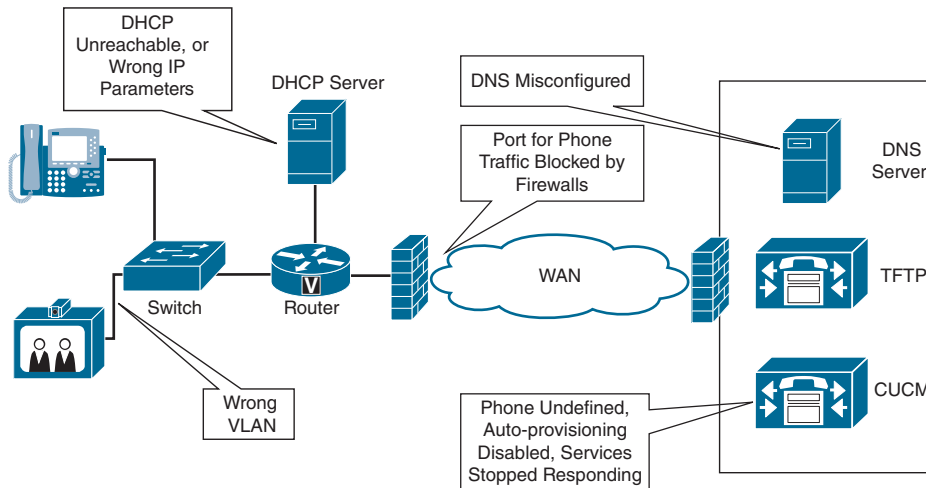 DHCP
Unreachable, or
Wrong IP
Parameters
DHCP Server
DNS Misconfigured
Port for Phone
Traffic Blocked by
Firewalls
DNS
Server
WAN
TFTP
Switch
V
Router
Wrong
VLAN
Phone Undefined,
Auto-provisioning
Disabled, Services
Stopped Responding
CUCM